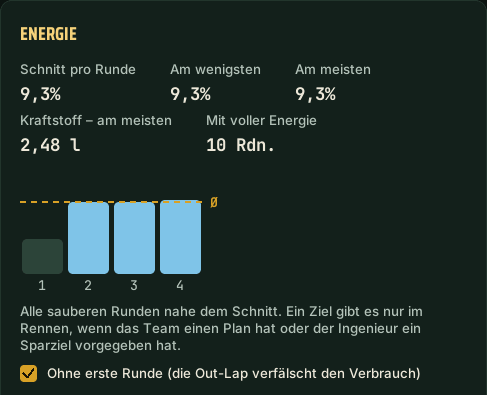 ENERGIE
Schnitt pro Runde Am wenigsten Am meisten
9,3% 9,3% 9,3%
Kraftstoff – am meisten Mit voller Energie
2,48 l 10 Rdn.
Ø
1 2 3 4
Alle sauberen Runden nahe dem Schnitt. Ein Ziel gibt es nur im
Rennen, wenn das Team einen Plan hat oder der Ingenieur ein
Sparziel vorgegeben hat.
Ohne erste Runde (die Out-Lap verfälscht den Verbrauch)